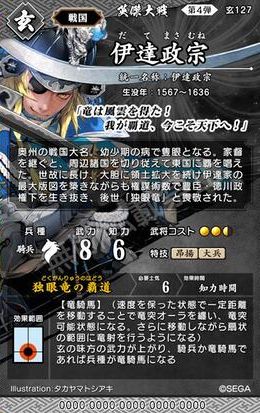 玄
戦国
英傑大戦
第4弾
玄127
だて まさむね
伊達政宗
統一名称:伊達政宗
生没年:1567〜1636
「竜は風雲を得た!
我が覇道、今こそ天下へ!」
奥州の戦国大名。幼少期の病で隻眼となる。家督
を継ぐと、周辺諸国を切り従えて東国に覇を唱え
た。世故に長け、大胆に領土拡大を続け伊達家の
最大版図を築きながらも権謀術数で豊臣・徳川政
権下を生き抜き、後世「独眼竜」と畏敬された。
兵種 武力 知力 武将コスト
騎兵 8 6
特技 昂揚 大兵
どくがんりゅうのはどう
独眼竜の覇道
必要士気 6
効果時間 知力時間
効果範囲
【竜騎馬】(速度を保った状態で一定距離
を移動することで竜突オーラを纏い、竜突
可能状態になる。さらに移動しながら扇状
の範囲に竜射を行うようになる)
玄の味方の武力が上がり、騎兵か竜騎馬で
あれば兵種が竜騎馬になる
Illustration:タカヤマトシアキ
©SEGA
0000-0000-0000-0000-0000